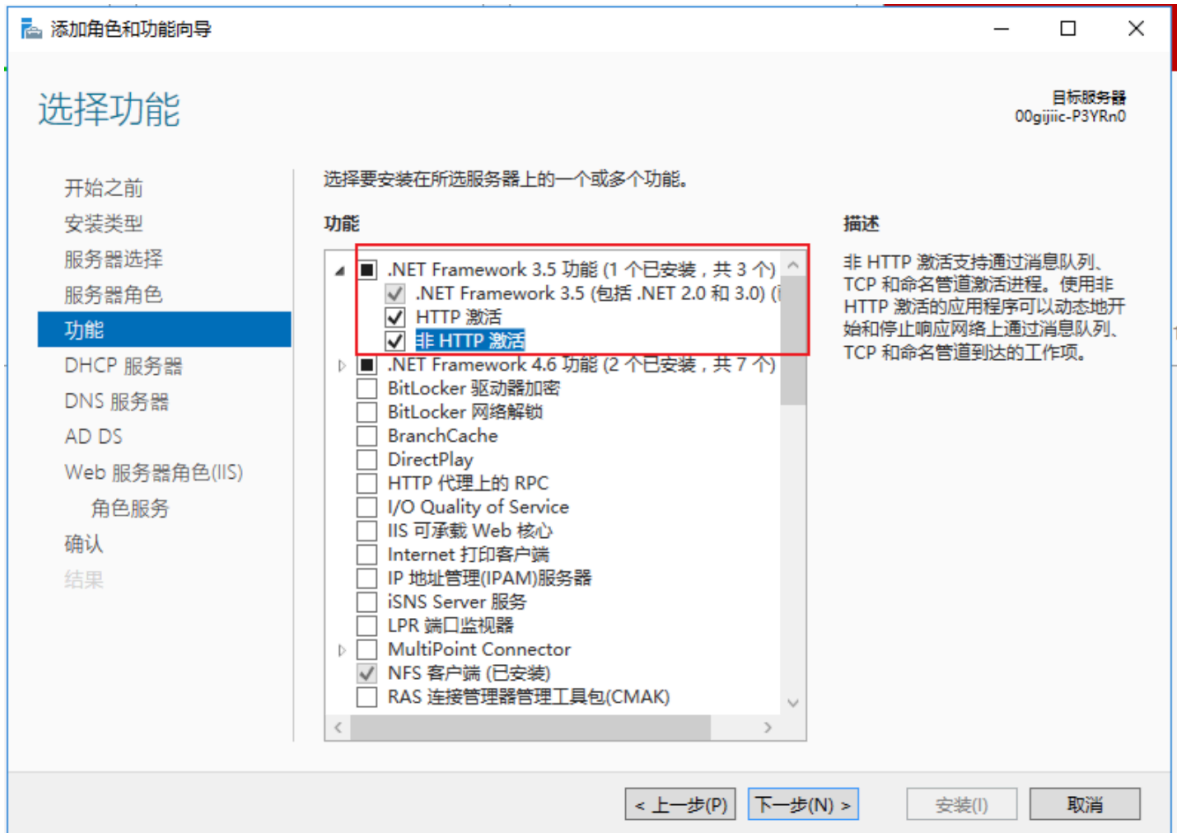 添加角色和功能向导
选择功能
目标服务器
00gijiic-P3YRn0
开始之前
安装类型
服务器选择
服务器角色
功能
DHCP 服务器
DNS 服务器
AD DS
Web 服务器角色(IIS)
角色服务
确认
结果
选择要安装在所选服务器上的一个或多个功能。
功能
.NET Framework 3.5 功能 (1 个已安装，共 3 个)
.NET Framework 3.5 (包括 .NET 2.0 和 3.0) (
HTTP 激活
非 HTTP 激活
.NET Framework 4.6 功能 (2 个已安装，共 7 个)
BitLocker 驱动器加密
BitLocker 网络解锁
BranchCache
DirectPlay
HTTP 代理上的 RPC
I/O Quality of Service
IIS 可承载 Web 核心
Internet 打印客户端
IP 地址管理(IPAM)服务器
iSNS Server 服务
LPR 端口监视器
MultiPoint Connector
NFS 客户端 (已安装)
RAS 连接管理器管理工具包(CMAK)
描述
非 HTTP 激活支持通过消息队列、
TCP 和命名管道激活进程。使用非
HTTP 激活的应用程序可以动态地开
始和停止响应网络上通过消息队列、
TCP 和命名管道到达的工作项。
< 上一步(P)
下一步(N) >
安装(I)
取消